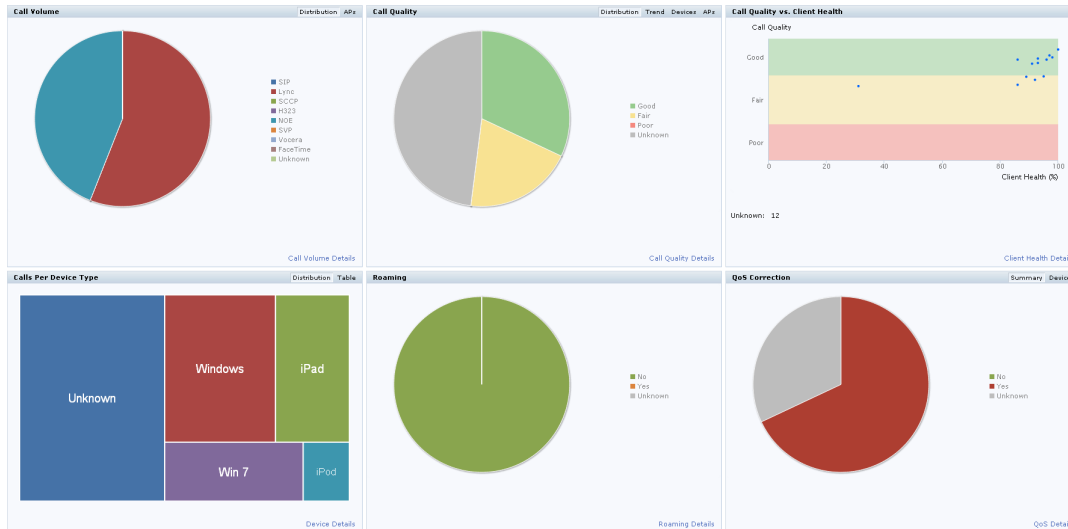 Call Volume
Distribution APs
SIP
Lync
SCCP
H323
NOE
SVP
Vocera
FaceTime
Unknown
Call Volume Details
Call Quality
Distribution Trend Devices APs
Good
Fair
Poor
Unknown
Call Quality Details
Call Quality vs. Client Health
Call Quality
Good
Fair
Poor
0 20 40 60 80 100
Client Health (%)
Unknown: 12
Client Health Detai
Calls Per Device Type
Distribution Table
Unknown
Windows
iPad
Win 7
iPod
Device Details
Roaming
No
Yes
Unknown
Roaming Details
QoS Correction
Summary Device
No
Yes
Unknown
QoS Detai